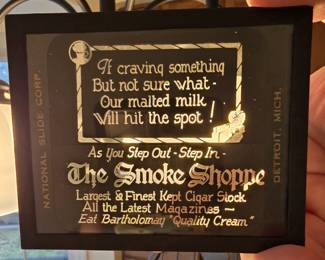 NATIONAL SLIDE CORP.
If craving something
But not sure what -
Our malted milk
Will hit the spot!
As You Step Out - Step In -
The Smoke Shoppe
Largest & Finest Kept Cigar Stock
All the Latest Magazines -
Eat Bartholomay "Quality Cream."
DETROIT, MICH.